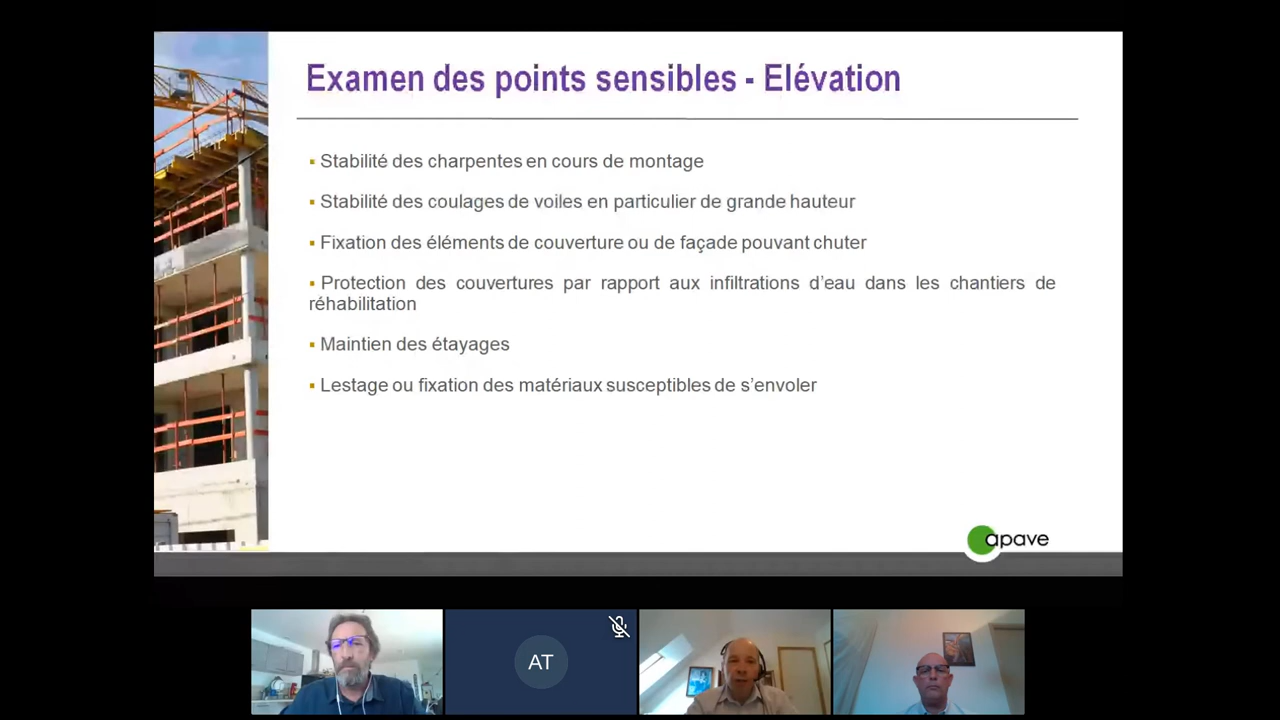 Examen des points sensibles - Elévation
▪ Stabilité des charpentes en cours de montage
▪ Stabilité des coulages de voiles en particulier de grande hauteur
▪ Fixation des éléments de couverture ou de façade pouvant chuter
▪ Protection des couvertures par rapport aux infiltrations d’eau dans les chantiers de
réhabilitation
▪ Maintien des étayages
▪ Lestage ou fixation des matériaux susceptibles de s’envoler
apave
AT